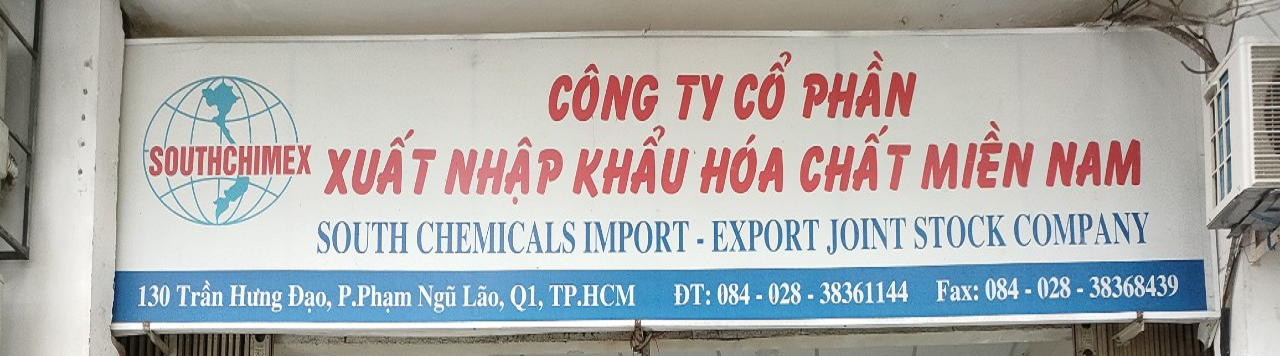 SOUTHCHIMEX
CÔNG TY CỔ PHẦN
XUẤT NHẬP KHẨU HÓA CHẤT MIỀN NAM
SOUTH CHEMICALS IMPORT - EXPORT JOINT STOCK COMPANY
130 Trần Hưng Đạo, P.Phạm Ngũ Lão, Q1, TP.HCM ĐT: 084 - 028 - 38361144 Fax: 084 - 028 - 38368439